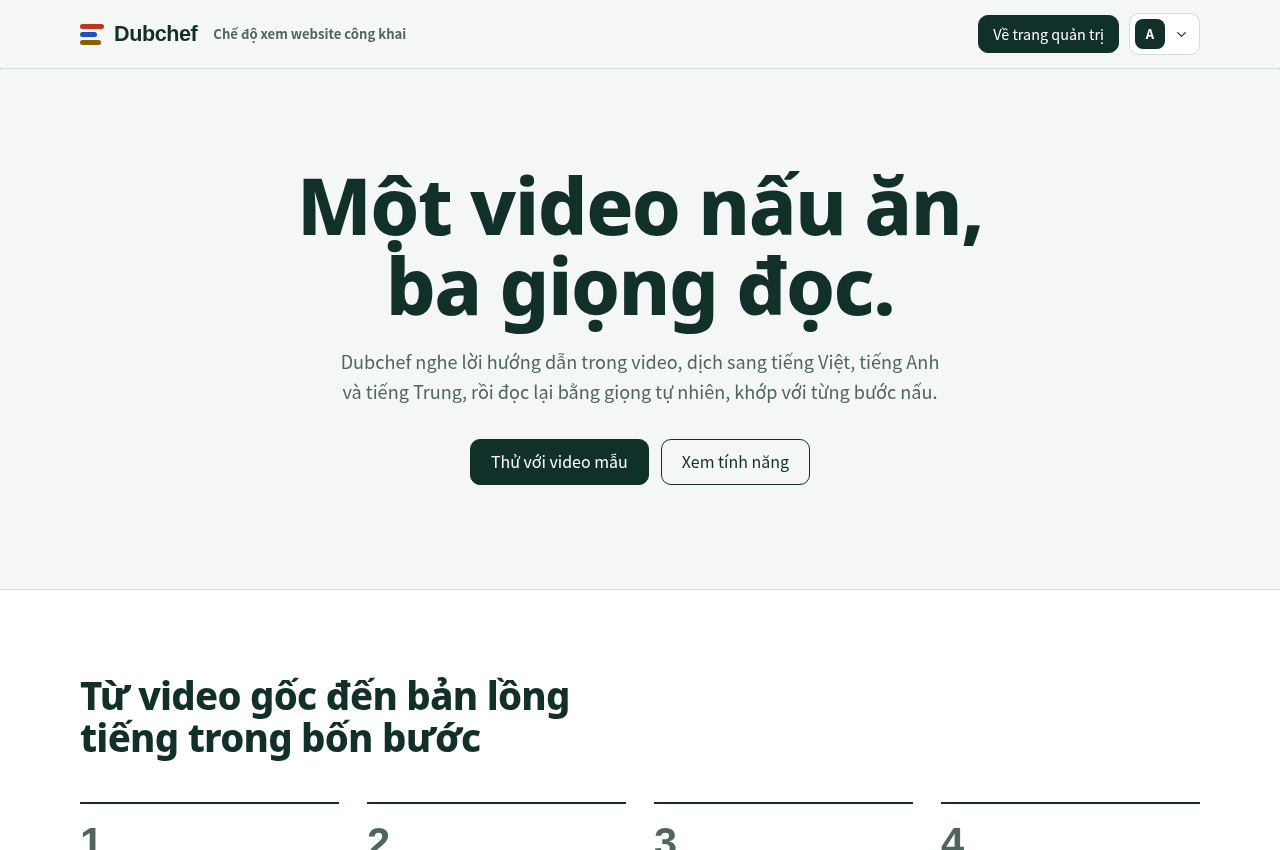 Dubchef
Chế độ xem website công khai
Về trang quản trị
A
Một video nấu ăn,
ba giọng đọc.
Dubchef nghe lời hướng dẫn trong video, dịch sang tiếng Việt, tiếng Anh
và tiếng Trung, rồi đọc lại bằng giọng tự nhiên, khớp với từng bước nấu.
Thử với video mẫu
Xem tính năng
Từ video gốc đến bản lồng
tiếng trong bốn bước
1
2
3
4